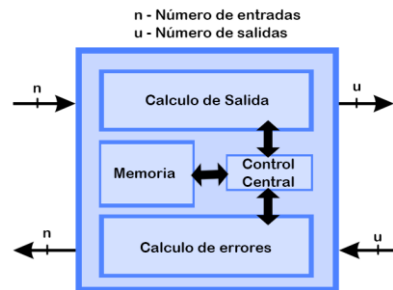 n - Número de entradas
u - Número de salidas
n
u
Calculo de Salida
Memoria
Control
Central
Calculo de errores
n
u